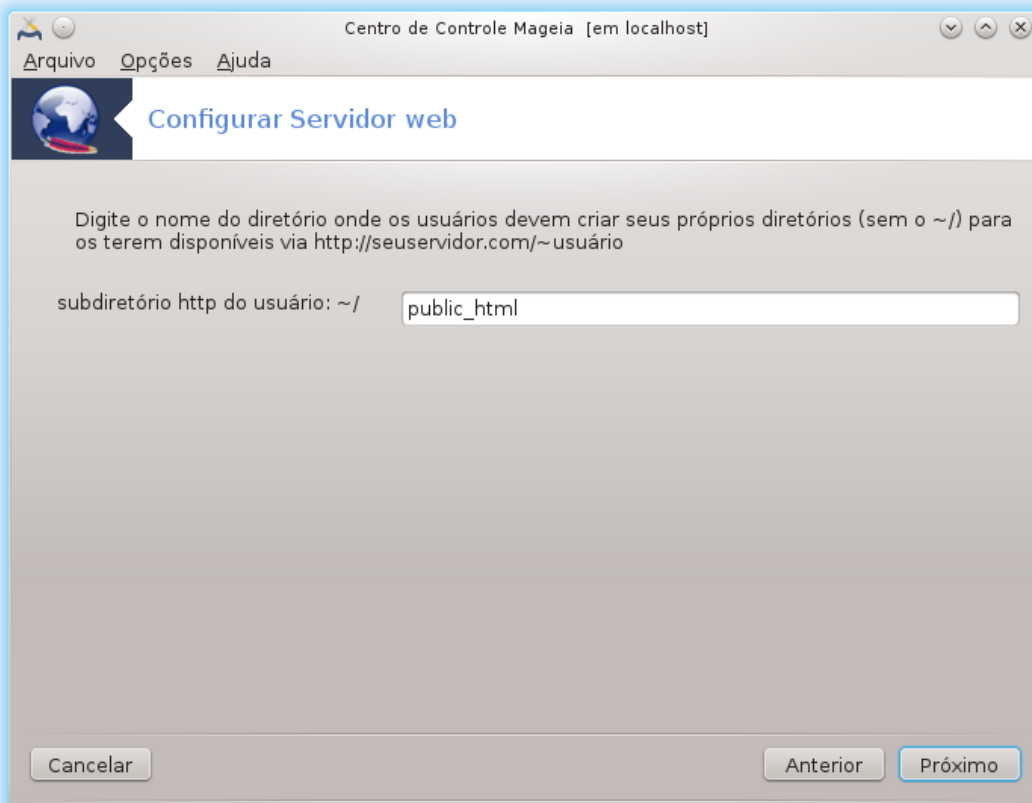 Centro de Controle Mageia [em localhost]
Arquivo Opções Ajuda
Configurar Servidor web
Digite o nome do diretório onde os usuários devem criar seus próprios diretórios (sem o ~/) para
os terem disponíveis via http://seuservidor.com/~usuário
subdiretório http do usuário: ~/ public_html
Cancelar Anterior Próximo